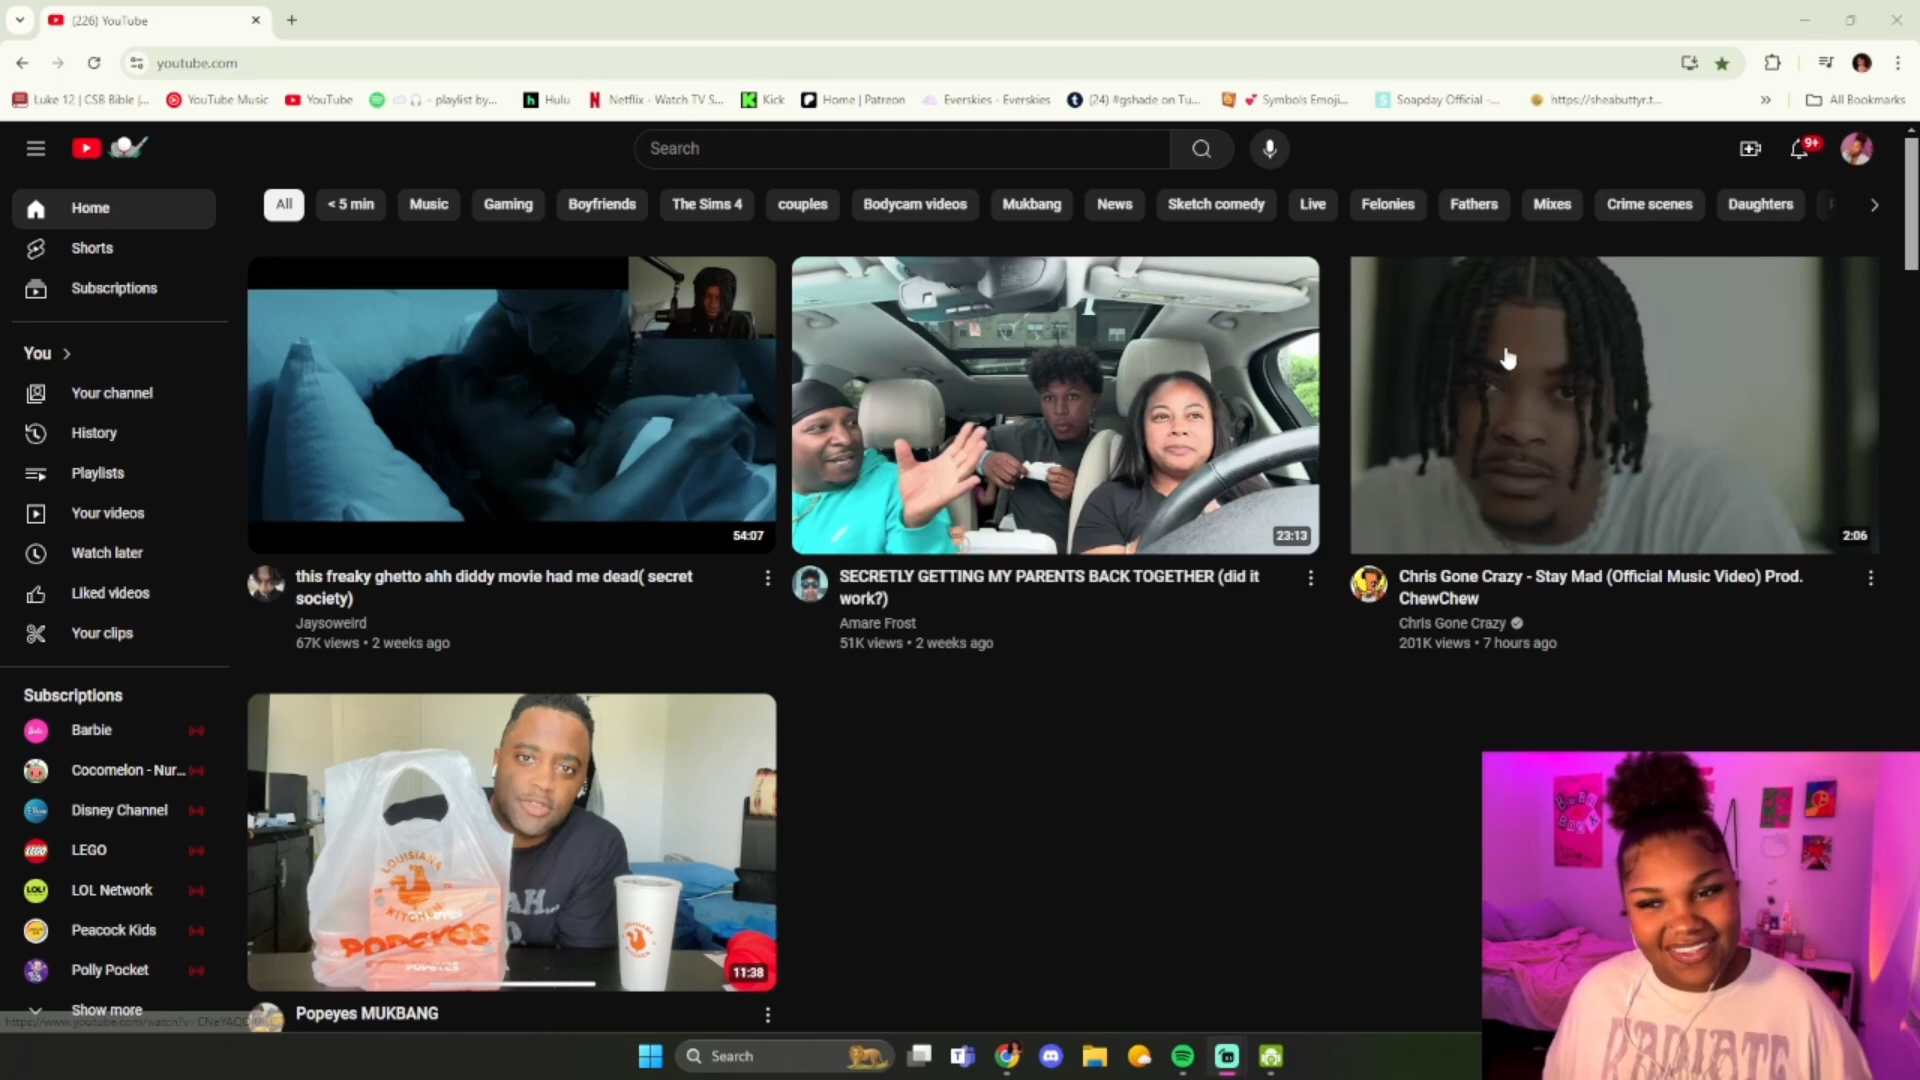 (226) YouTube
youtube.com
Luke 12 | CSB Bible |...
YouTube Music
YouTube
- playlist by...
Hulu
Netflix - Watch TV S...
Kick
Home | Patreon
Everskies - Everskies
(24) #gshade on Tu...
Symbols Emoji...
Soapday Official -...
https://sheabuttyr.t...
All Bookmarks
Search
9+
Home
Shorts
Subscriptions
You
Your channel
History
Playlists
Your videos
Watch later
Liked videos
Your clips
Subscriptions
Barbie
Cocomelon - Nur...
Disney Channel
LEGO
LOL Network
Peacock Kids
Polly Pocket
Show more
All
< 5 min
Music
Gaming
Boyfriends
The Sims 4
couples
Bodycam videos
Mukbang
News
Sketch comedy
Live
Felonies
Fathers
Mixes
Crime scenes
Daughters
54:07
this freaky ghetto ahh diddy movie had me dead( secret
society)
Jaysoweird
67K views • 2 weeks ago
23:13
SECRETLY GETTING MY PARENTS BACK TOGETHER (did it
work?)
Amare Frost
51K views • 2 weeks ago
2:06
Chris Gone Crazy - Stay Mad (Official Music Video) Prod.
ChewChew
Chris Gone Crazy
201K views • 7 hours ago
LOUISIANA
KITCHEN
POPEYES
11:38
Popeyes MUKBANG
BURN
BOOK
RADIATE
Search